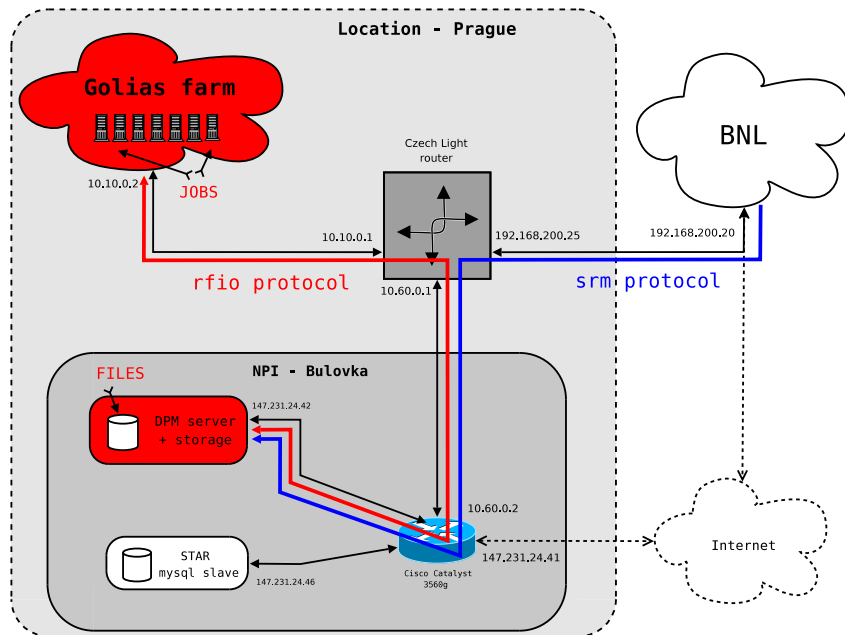 Location - Prague
Golias farm
BNL
Czech Light
router
10.10.0.2
JOBS
10.10.0.1
192.168.200.25
192.168.200.20
rfio protocol
srm protocol
10.60.0.1
NPI - Bulovka
FILES
147.231.24.42
DPM server
+ storage
10.60.0.2
Internet
147.231.24.41
STAR
mysql slave
147.231.24.46
Cisco Catalyst
3560g